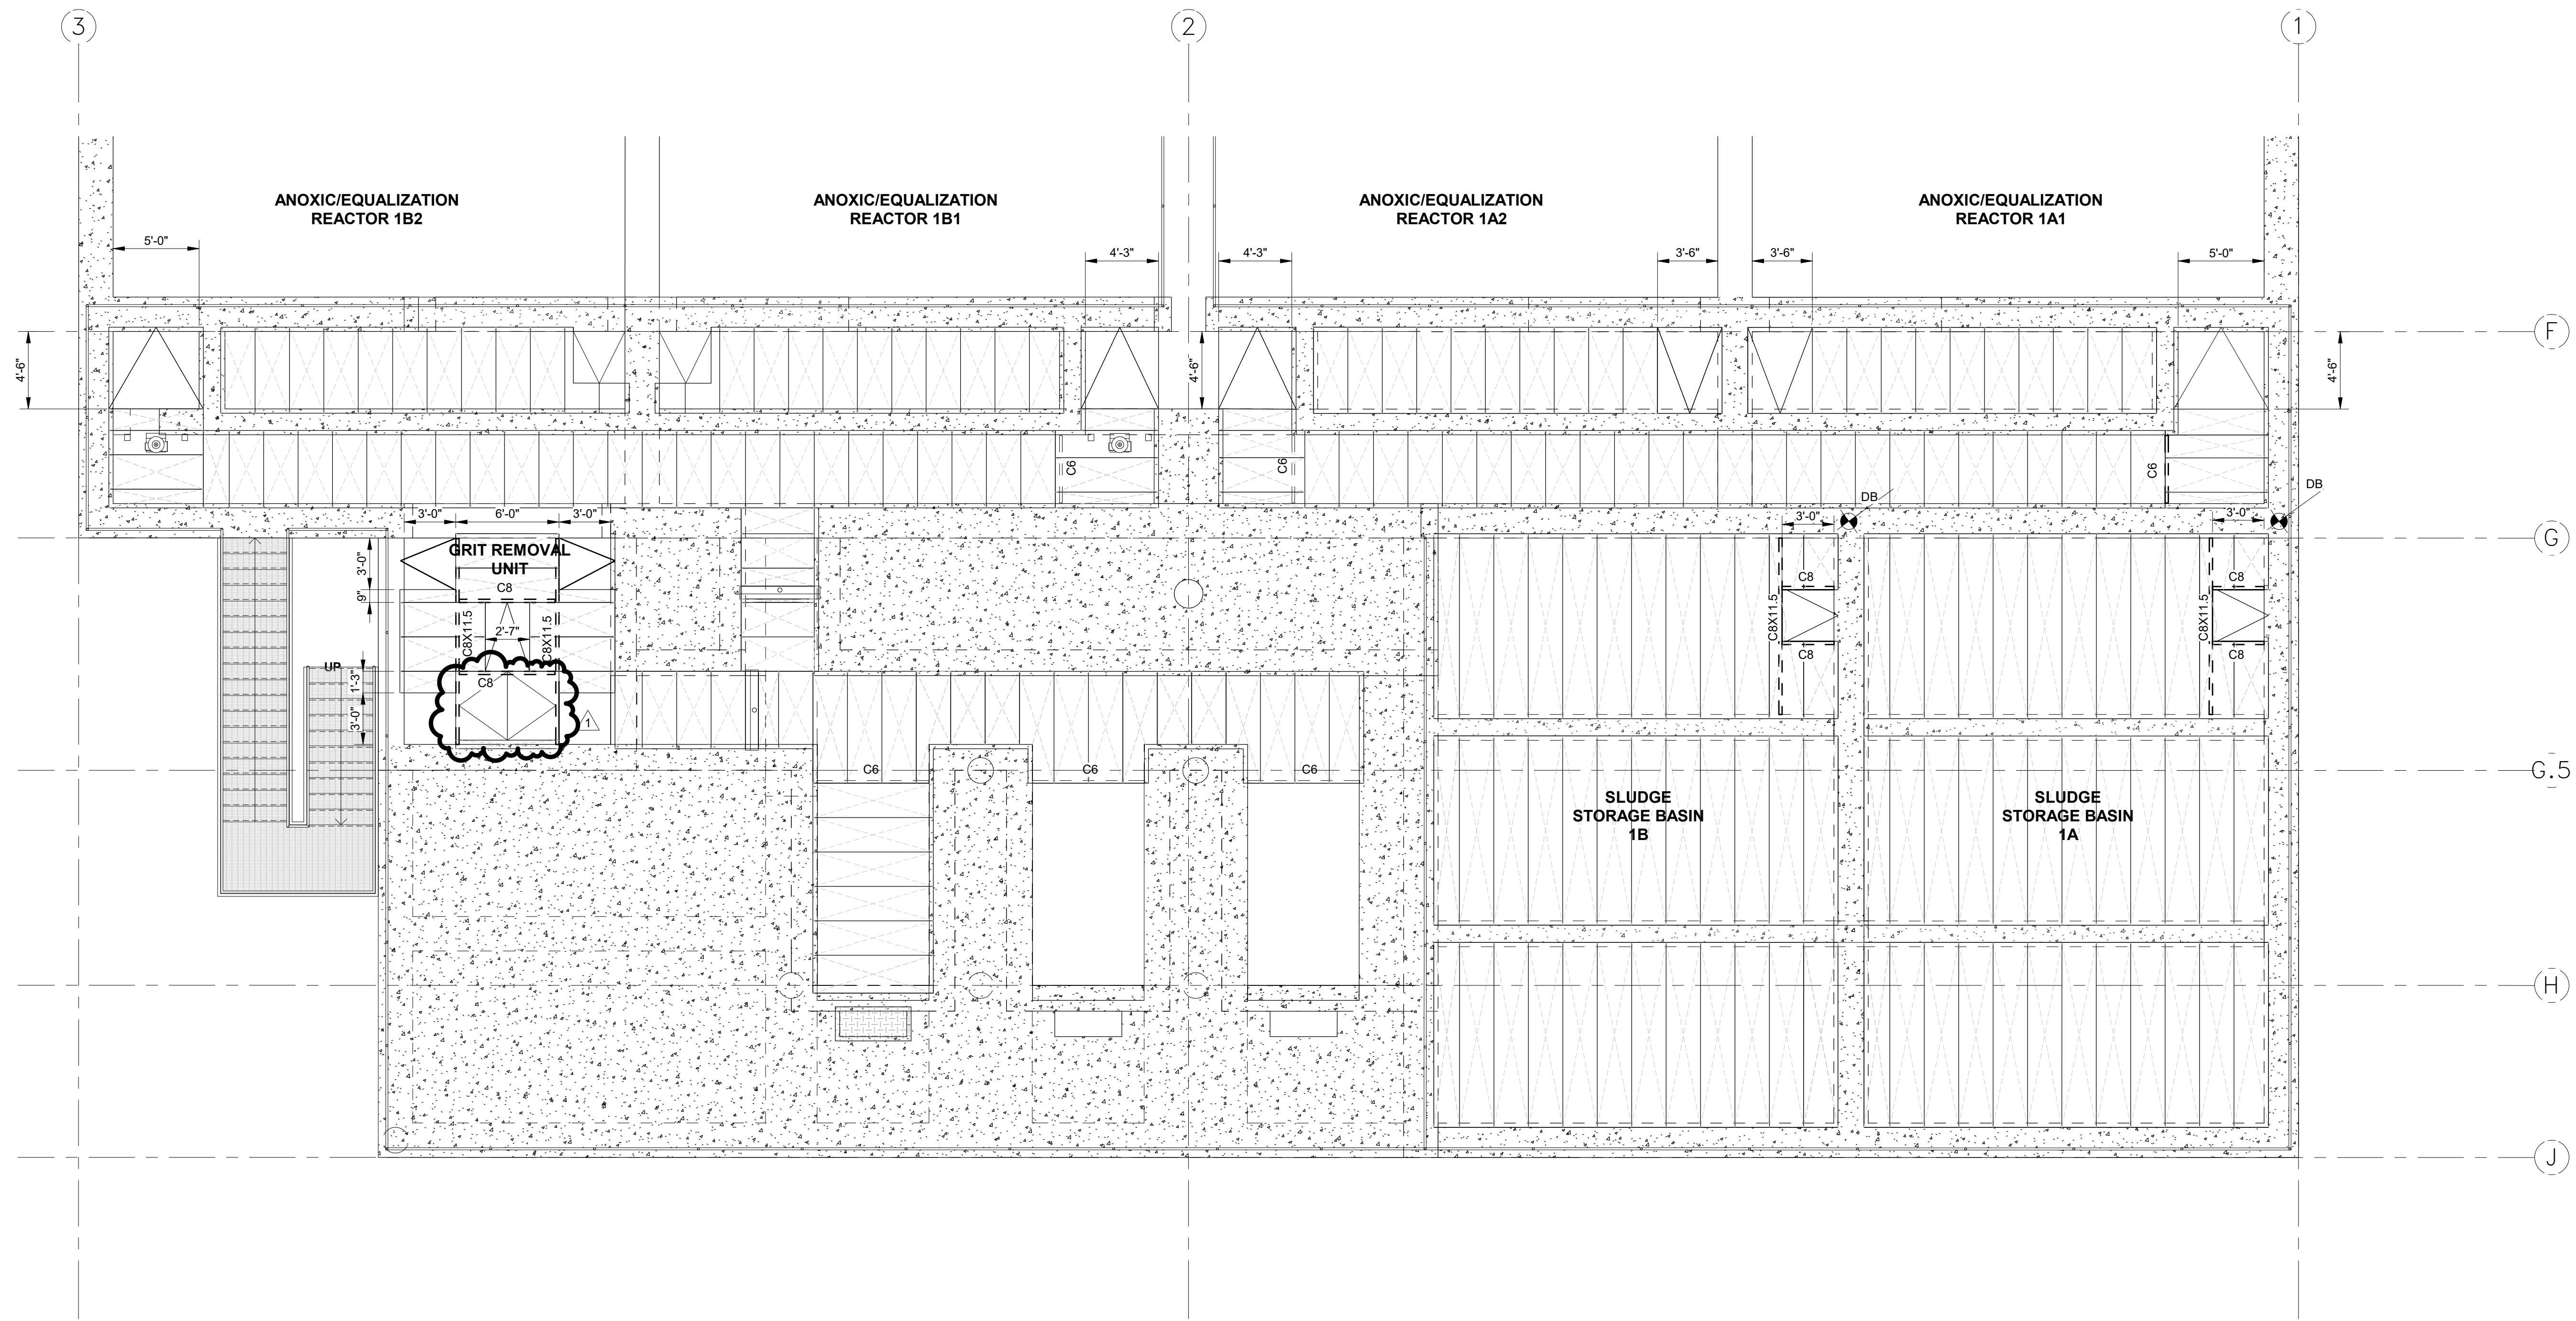 3
2
1
ANOXIC/EQUALIZATION
REACTOR 1B2
ANOXIC/EQUALIZATION
REACTOR 1B1
ANOXIC/EQUALIZATION
REACTOR 1A2
ANOXIC/EQUALIZATION
REACTOR 1A1
5'-0"
4'-3"
4'-3"
3'-6"
3'-6"
5'-0"
F
4'-6"
4'-6"
4'-6"
C6
C6
C6
DB
DB
3'-0"
6'-0"
3'-0"
3'-0"
3'-0"
G
GRIT REMOVAL
UNIT
3'-0"
9"
C8
C8X11.5
2'-7"
C8X11.5
C8
C8X11.5
C8
C8
C8X11.5
C8
UP
1'-3"
3'-0"
C8
1
C6
C6
C6
G.5
SLUDGE
STORAGE BASIN
1B
SLUDGE
STORAGE BASIN
1A
H
J